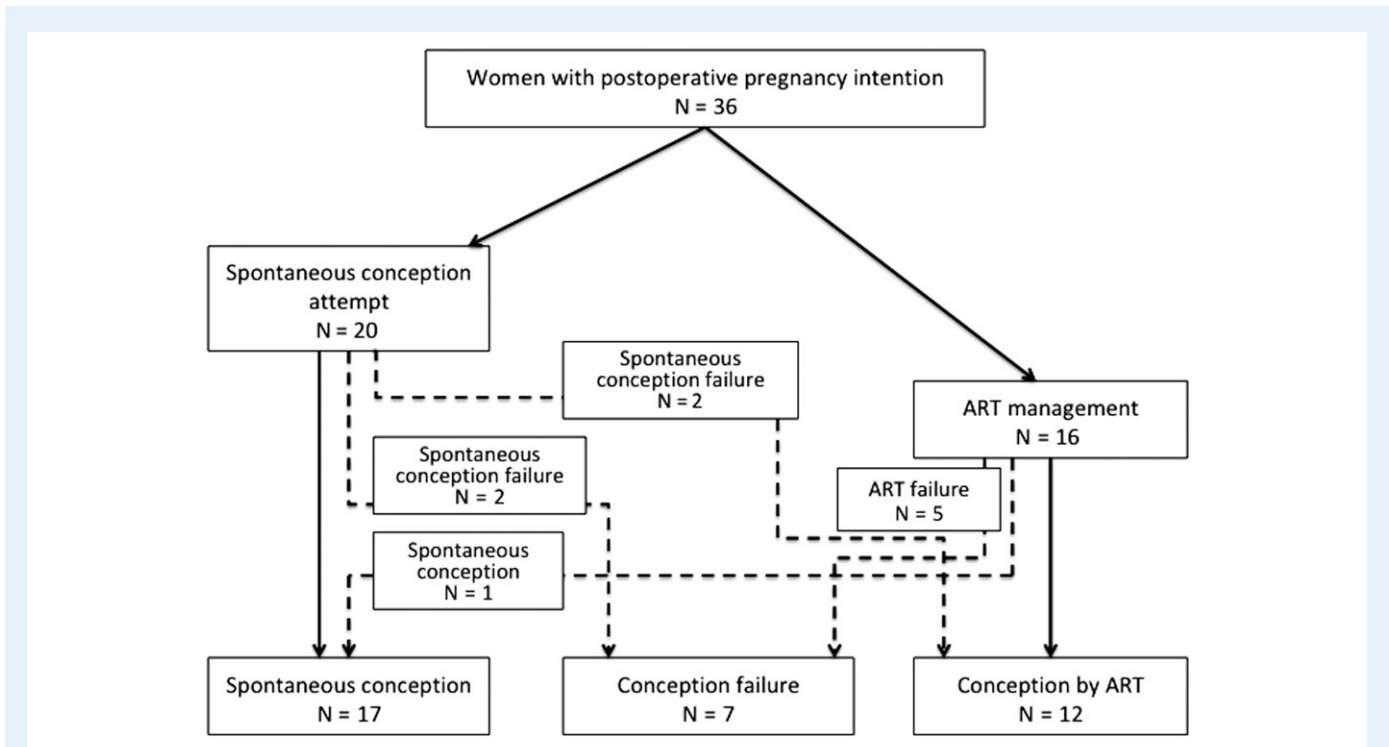 Women with postoperative pregnancy intention
N = 36
Spontaneous conception
attempt
N = 20
Spontaneous
conception failure
N = 2
ART management
N = 16
Spontaneous
conception failure
N = 2
ART failure
N = 5
Spontaneous
conception
N = 1
Spontaneous conception
N = 17
Conception failure
N = 7
Conception by ART
N = 12